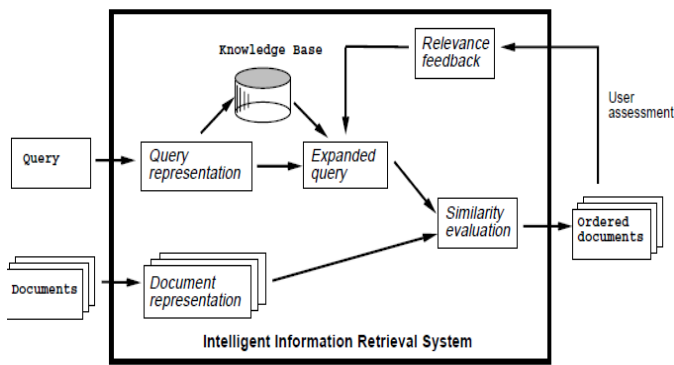 Knowledge Base
Relevance
feedback
User
assessment
Query
Query
representation
Expanded
query
Similarity
evaluation
Ordered
documents
Documents
Document
representation
Intelligent Information Retrieval System